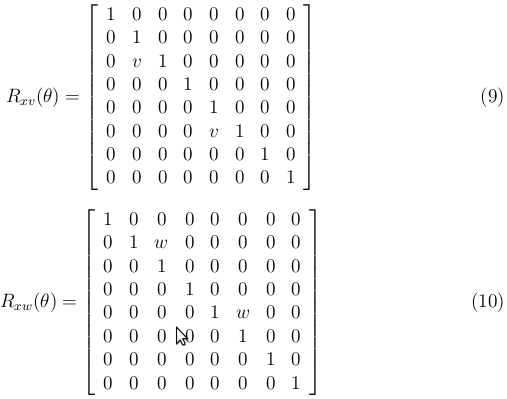 1 0 0 0 0 0 0 0
0 1 0 0 0 0 0 0
0 v 1 0 0 0 0 0
0 0 0 1 0 0 0 0
R_{xv}(θ) = (9)
0 0 0 0 1 0 0 0
0 0 0 0 v 1 0 0
0 0 0 0 0 0 1 0
0 0 0 0 0 0 0 1
1 0 0 0 0 0 0 0
0 1 w 0 0 0 0 0
0 0 1 0 0 0 0 0
0 0 0 1 0 0 0 0
R_{xw}(θ) = (10)
0 0 0 0 1 w 0 0
0 0 0 0 0 1 0 0
0 0 0 0 0 0 1 0
0 0 0 0 0 0 0 1